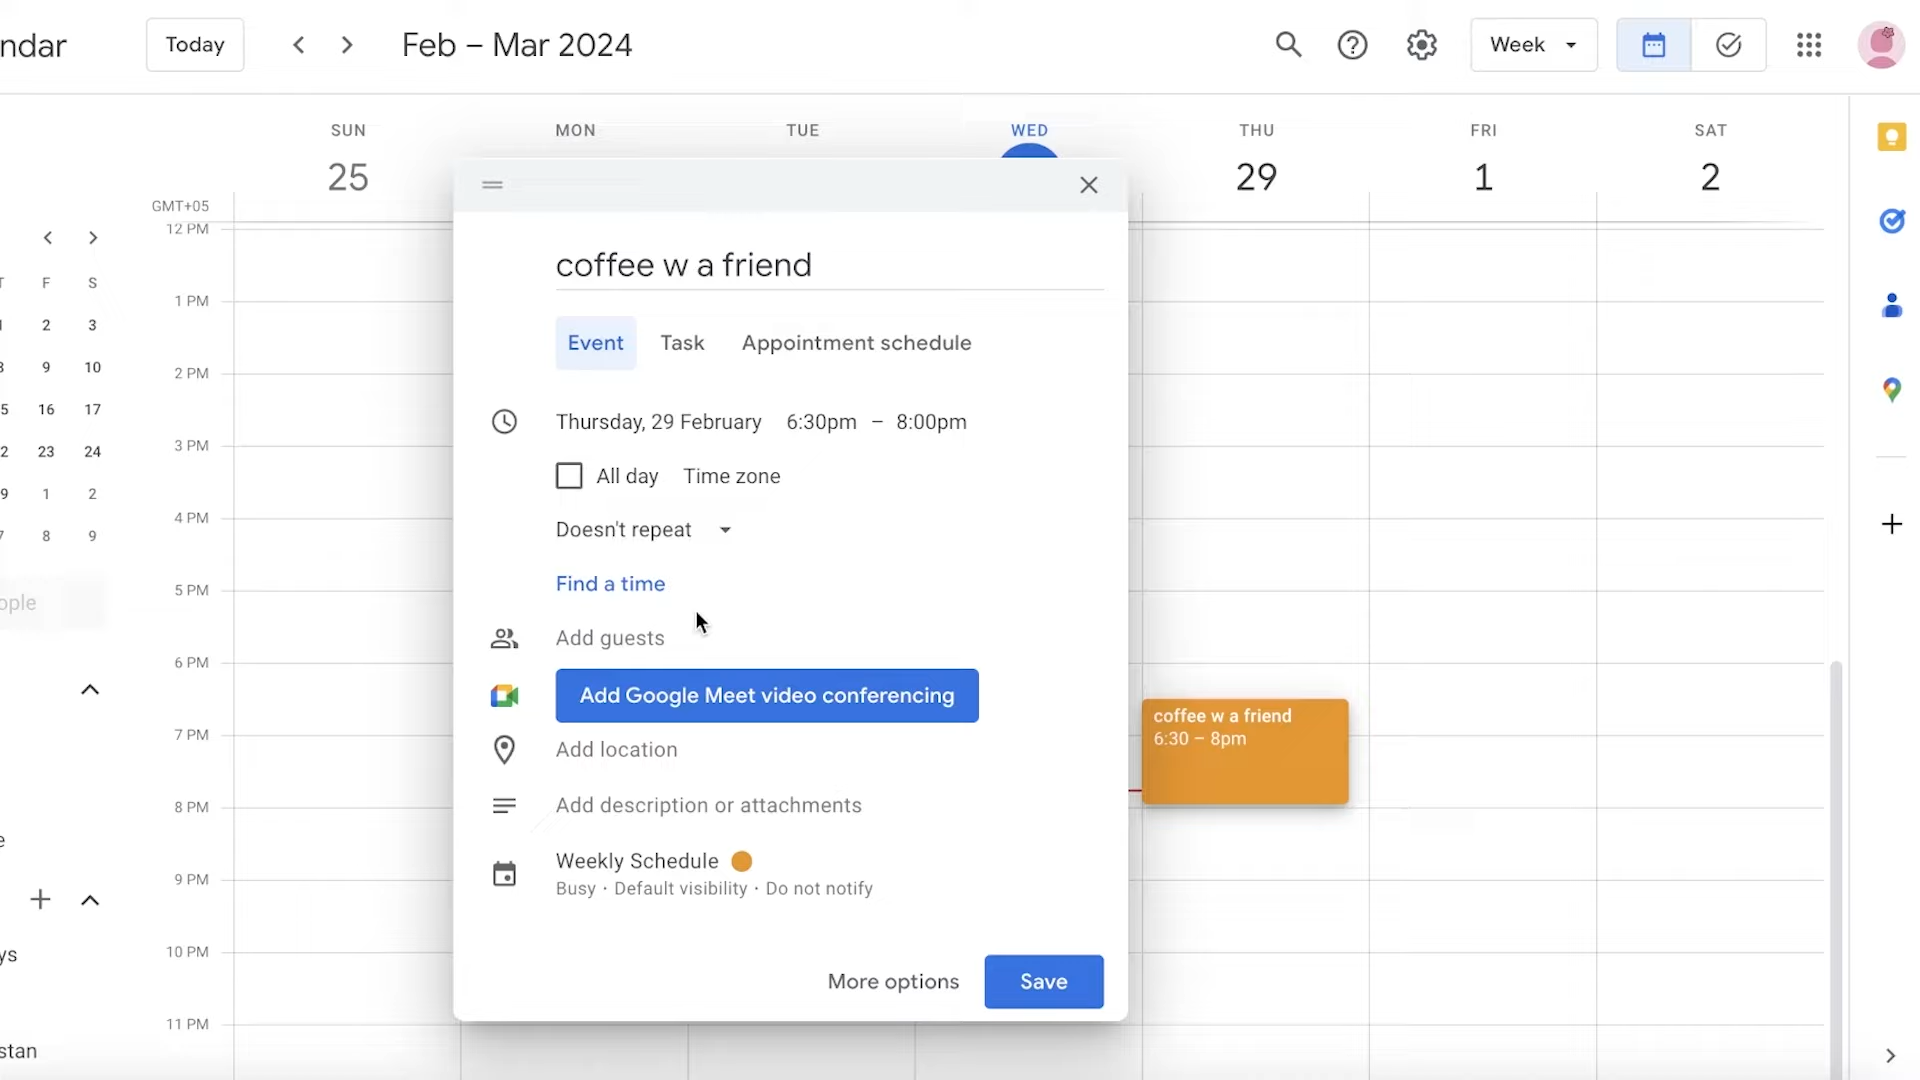 ndar
Today
Feb – Mar 2024
Week
SUN
MON
TUE
WED
THU
FRI
SAT
25
29
1
2
GMT+05
12 PM
1 PM
2 PM
3 PM
4 PM
5 PM
6 PM
7 PM
8 PM
9 PM
10 PM
11 PM
F S
2 3
9 10
5 16 17
2 23 24
9 1 2
7 8 9
ople
e
ys
stan
coffee w a friend
Event
Task
Appointment schedule
Thursday, 29 February 6:30pm – 8:00pm
All day Time zone
Doesn't repeat
Find a time
Add guests
Add Google Meet video conferencing
Add location
Add description or attachments
Weekly Schedule
Busy · Default visibility · Do not notify
More options
Save
coffee w a friend
6:30 – 8pm